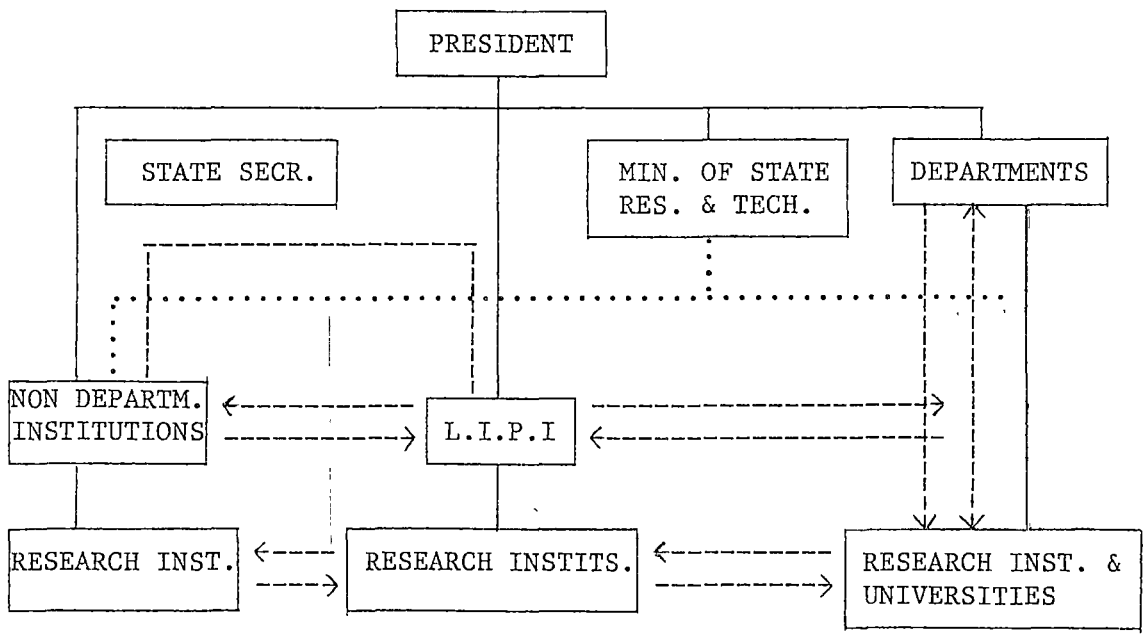 PRESIDENT
STATE SECR.
MIN. OF STATE
RES. & TECH.
DEPARTMENTS
NON DEPARTM.
INSTITUTIONS
L.I.P.I
RESEARCH INST.
RESEARCH INSTITS.
RESEARCH INST. &
UNIVERSITIES